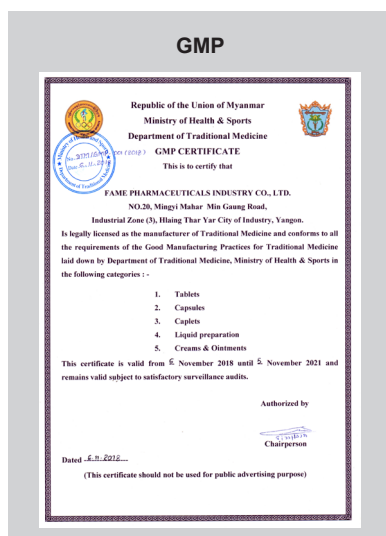 GMP
Republic of the Union of Myanmar
Ministry of Health & Sports
Department of Traditional Medicine
GMP CERTIFICATE
This is to certify that
FAME PHARMACEUTICALS INDUSTRY CO., LTD.
NO.20, Mingyi Mahar Min Gaung Road,
Industrial Zone (3), Hlaing Thar Yar City of Industry, Yangon.
Is legally licensed as the manufacturer of Traditional Medicine and conforms to all
the requirements of the Good Manufacturing Practices for Traditional Medicine
laid down by Department of Traditional Medicine, Ministry of Health & Sports in
the following categories : -
1. Tablets
2. Capsules
3. Caplets
4. Liquid preparation
5. Creams & Ointments
This certificate is valid from 6 November 2018 until 5 November 2021 and
remains valid subject to satisfactory surveillance audits.
Authorized by
Chairperson
Dated 6.11.2018
(This certificate should not be used for public advertising purpose)